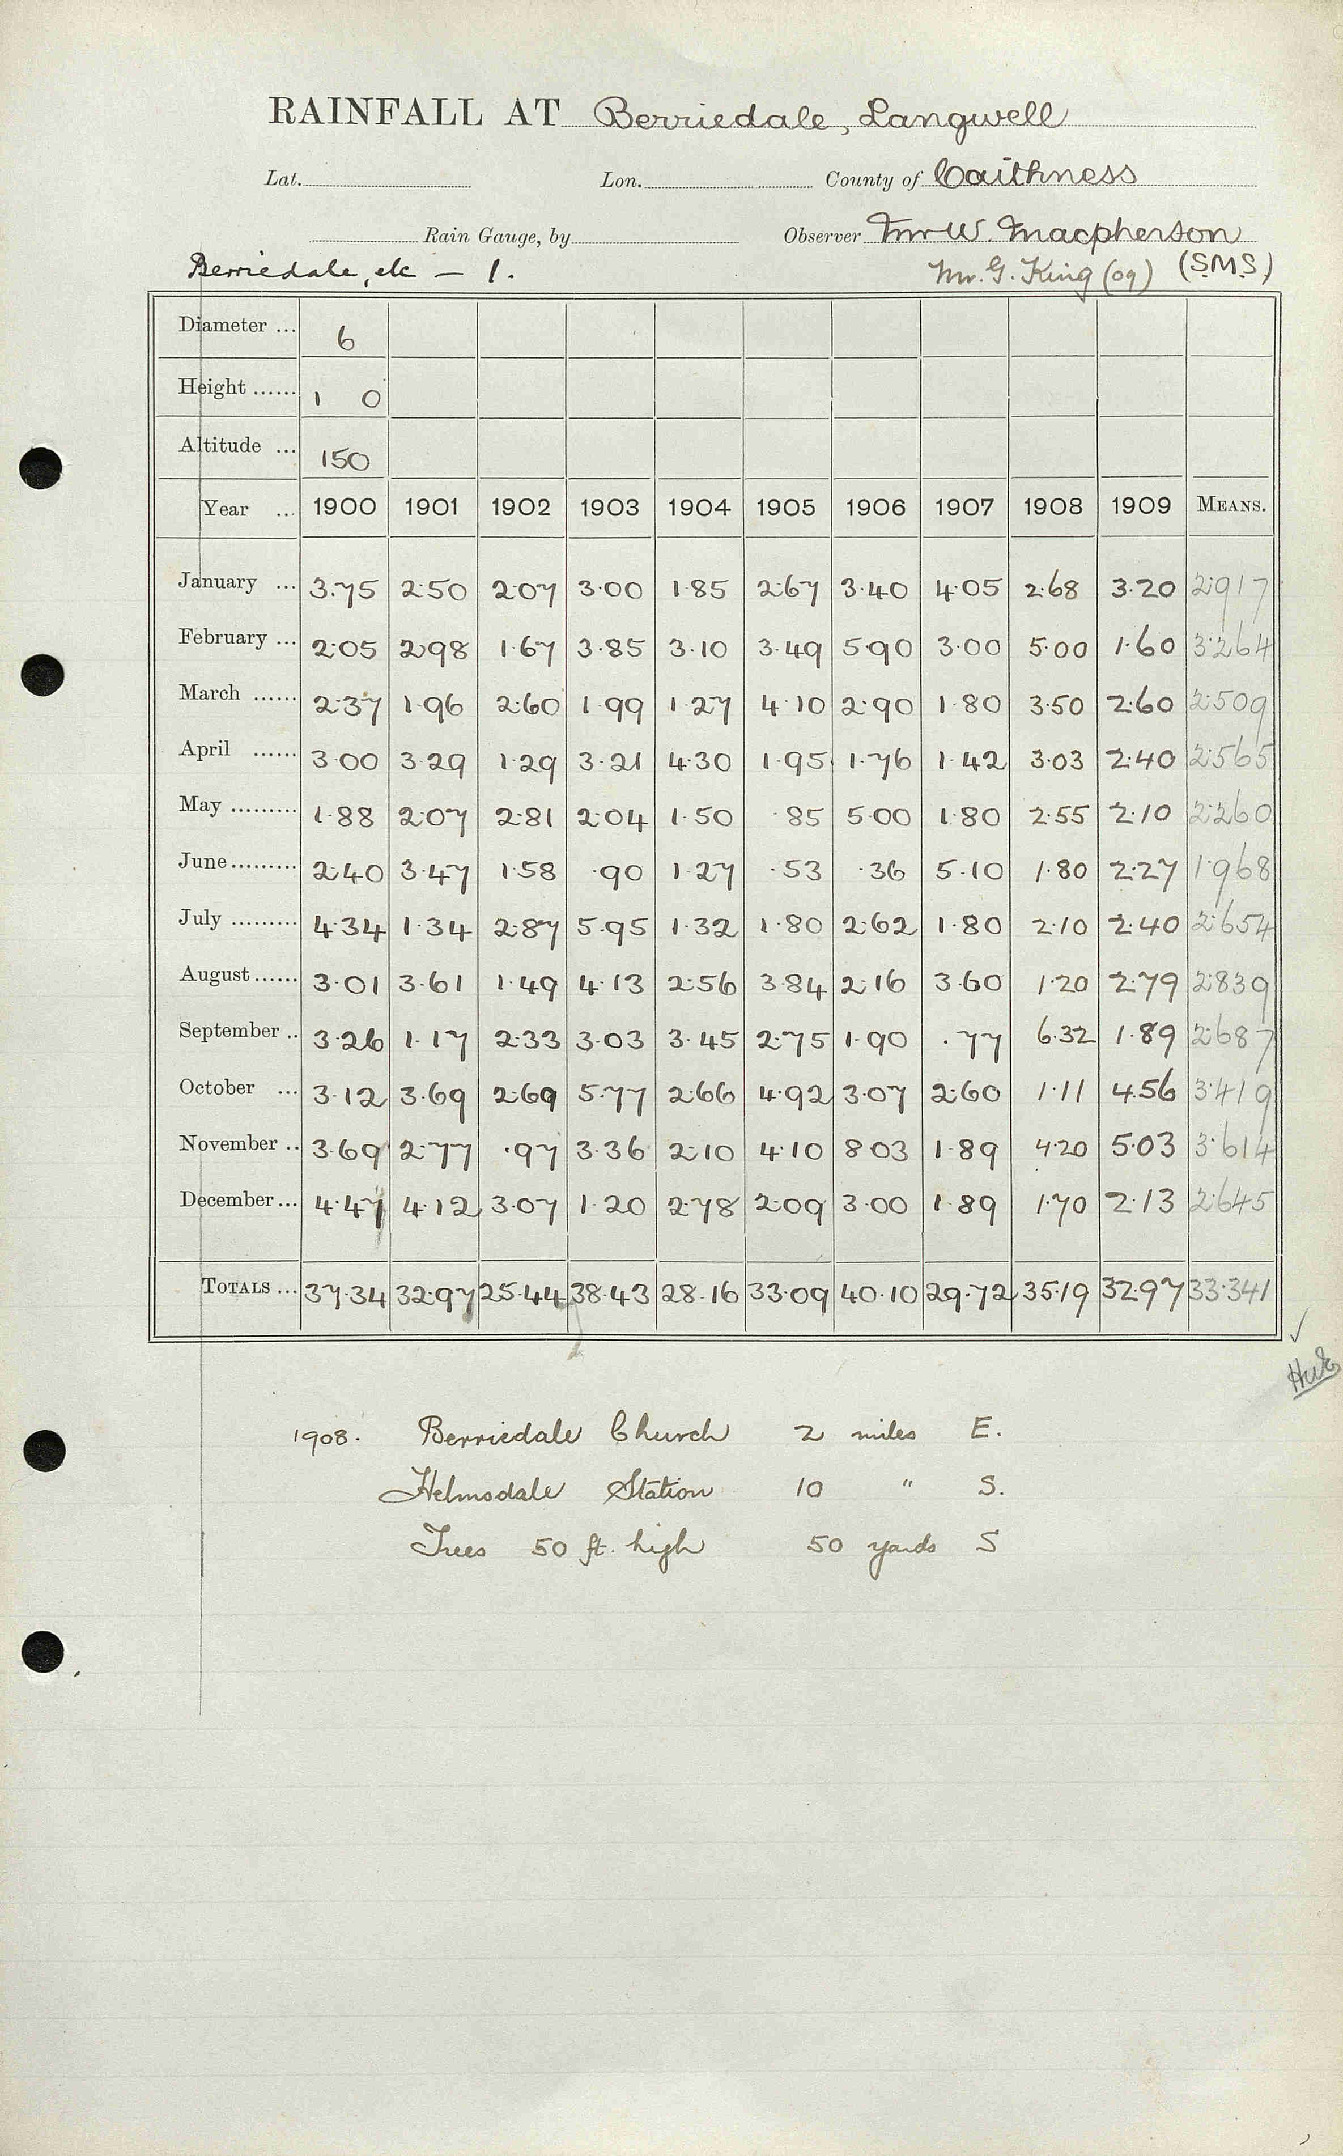 RAINFALL AT Berriedale, Langwell
Lat. Lon. County of Caithness
Rain Gauge, by Observer Mr W. Macpherson
Berriedale, etc – 1. Mr. G. King (09) (S.M.S)
Diameter ... 6
Height ...... 1 0
Altitude ... 150
Year ... 1900 1901 1902 1903 1904 1905 1906 1907 1908 1909 MEANS.
January ... 3.75 2.50 2.07 3.00 1.85 2.67 3.40 4.05 2.68 3.20 2.917
February ... 2.05 2.98 1.67 3.85 3.10 3.49 5.90 3.00 5.00 1.60 3.264
March ...... 2.37 1.96 2.60 1.99 1.27 4.10 2.90 1.80 3.50 2.60 2.509
April ...... 3.00 3.29 1.29 3.21 4.30 1.95 1.76 1.42 3.03 2.40 2.565
May ......... 1.88 2.07 2.81 2.04 1.50 .85 5.00 1.80 2.55 2.10 2.260
June ......... 2.40 3.47 1.58 .90 1.27 .53 .36 5.10 1.80 2.27 1.968
July ......... 4.34 1.34 2.87 5.95 1.32 1.80 2.62 1.80 2.10 2.40 2.654
August ...... 3.01 3.61 1.49 4.13 2.56 3.84 2.16 3.60 1.20 2.79 2.839
September .. 3.26 1.17 2.33 3.03 3.45 2.75 1.90 .77 6.32 1.89 2.687
October ... 3.12 3.69 2.69 5.77 2.66 4.92 3.07 2.60 1.11 4.56 3.419
November .. 3.69 2.77 .97 3.36 2.10 4.10 8.03 1.89 4.20 5.03 3.614
December ... 4.47 4.12 3.07 1.20 2.78 2.09 3.00 1.89 1.70 2.13 2.645
TOTALS ... 37.34 32.97 25.44 38.43 28.16 33.09 40.10 29.72 35.19 32.97 33.341
1908. Berriedale Church 2 miles E.
Helmsdale Station 10 " S.
Trees 50 ft. high 50 yards S